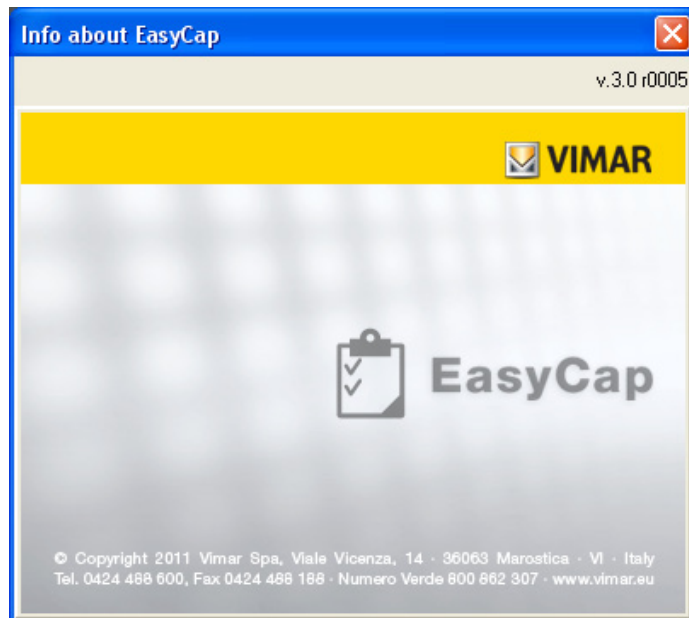 Info about EasyCap
v.3.0 r0005
VIMAR
EasyCap
© Copyright 2011 Vimar Spa, Viale Vicenza, 14 - 36063 Marostica - VI - Italy
Tel. 0424 488 600, Fax 0424 488 188 - Numero Verde 800 862 307 - www.vimar.eu